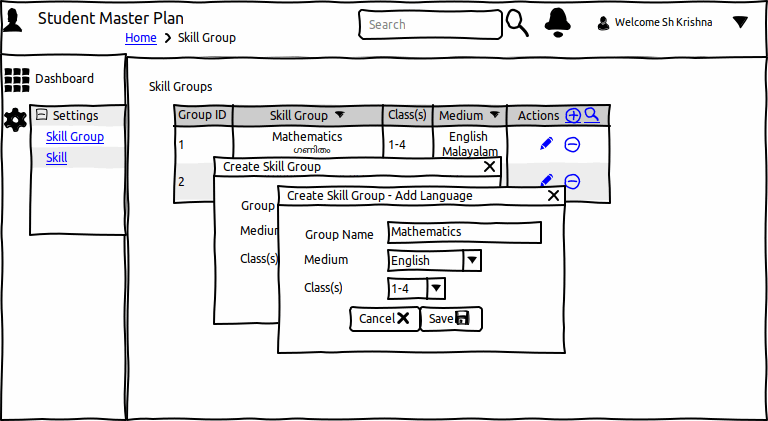 Student Master Plan
Search
Welcome Sh Krishna
Home > Skill Group
Dashboard
Settings
Skill Group
Skill
Skill Groups
Group ID Skill Group Class(s) Medium Actions
1 Mathematics 1-4 English
ഗണിതം Malayalam
2
Create Skill Group
Group
Medium
Class(s)
Create Skill Group - Add Language
Group Name Mathematics
Medium English
Class(s) 1-4
Cancel Save